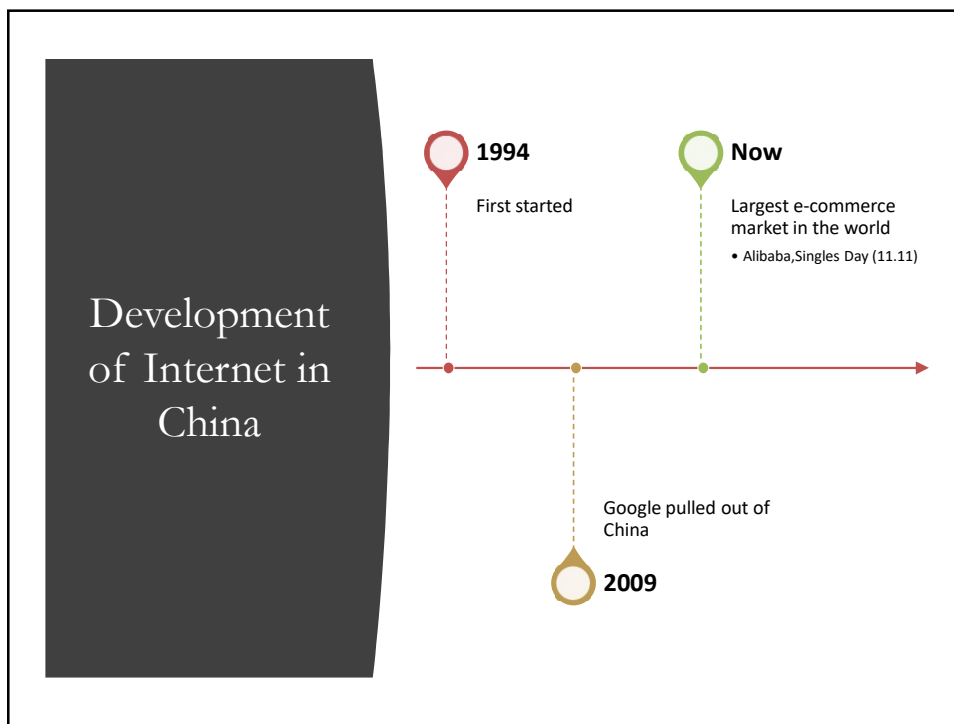 Development
of Internet in
China
1994
First started
Now
Largest e-commerce
market in the world
• Alibaba,Singles Day (11.11)
Google pulled out of
China
2009